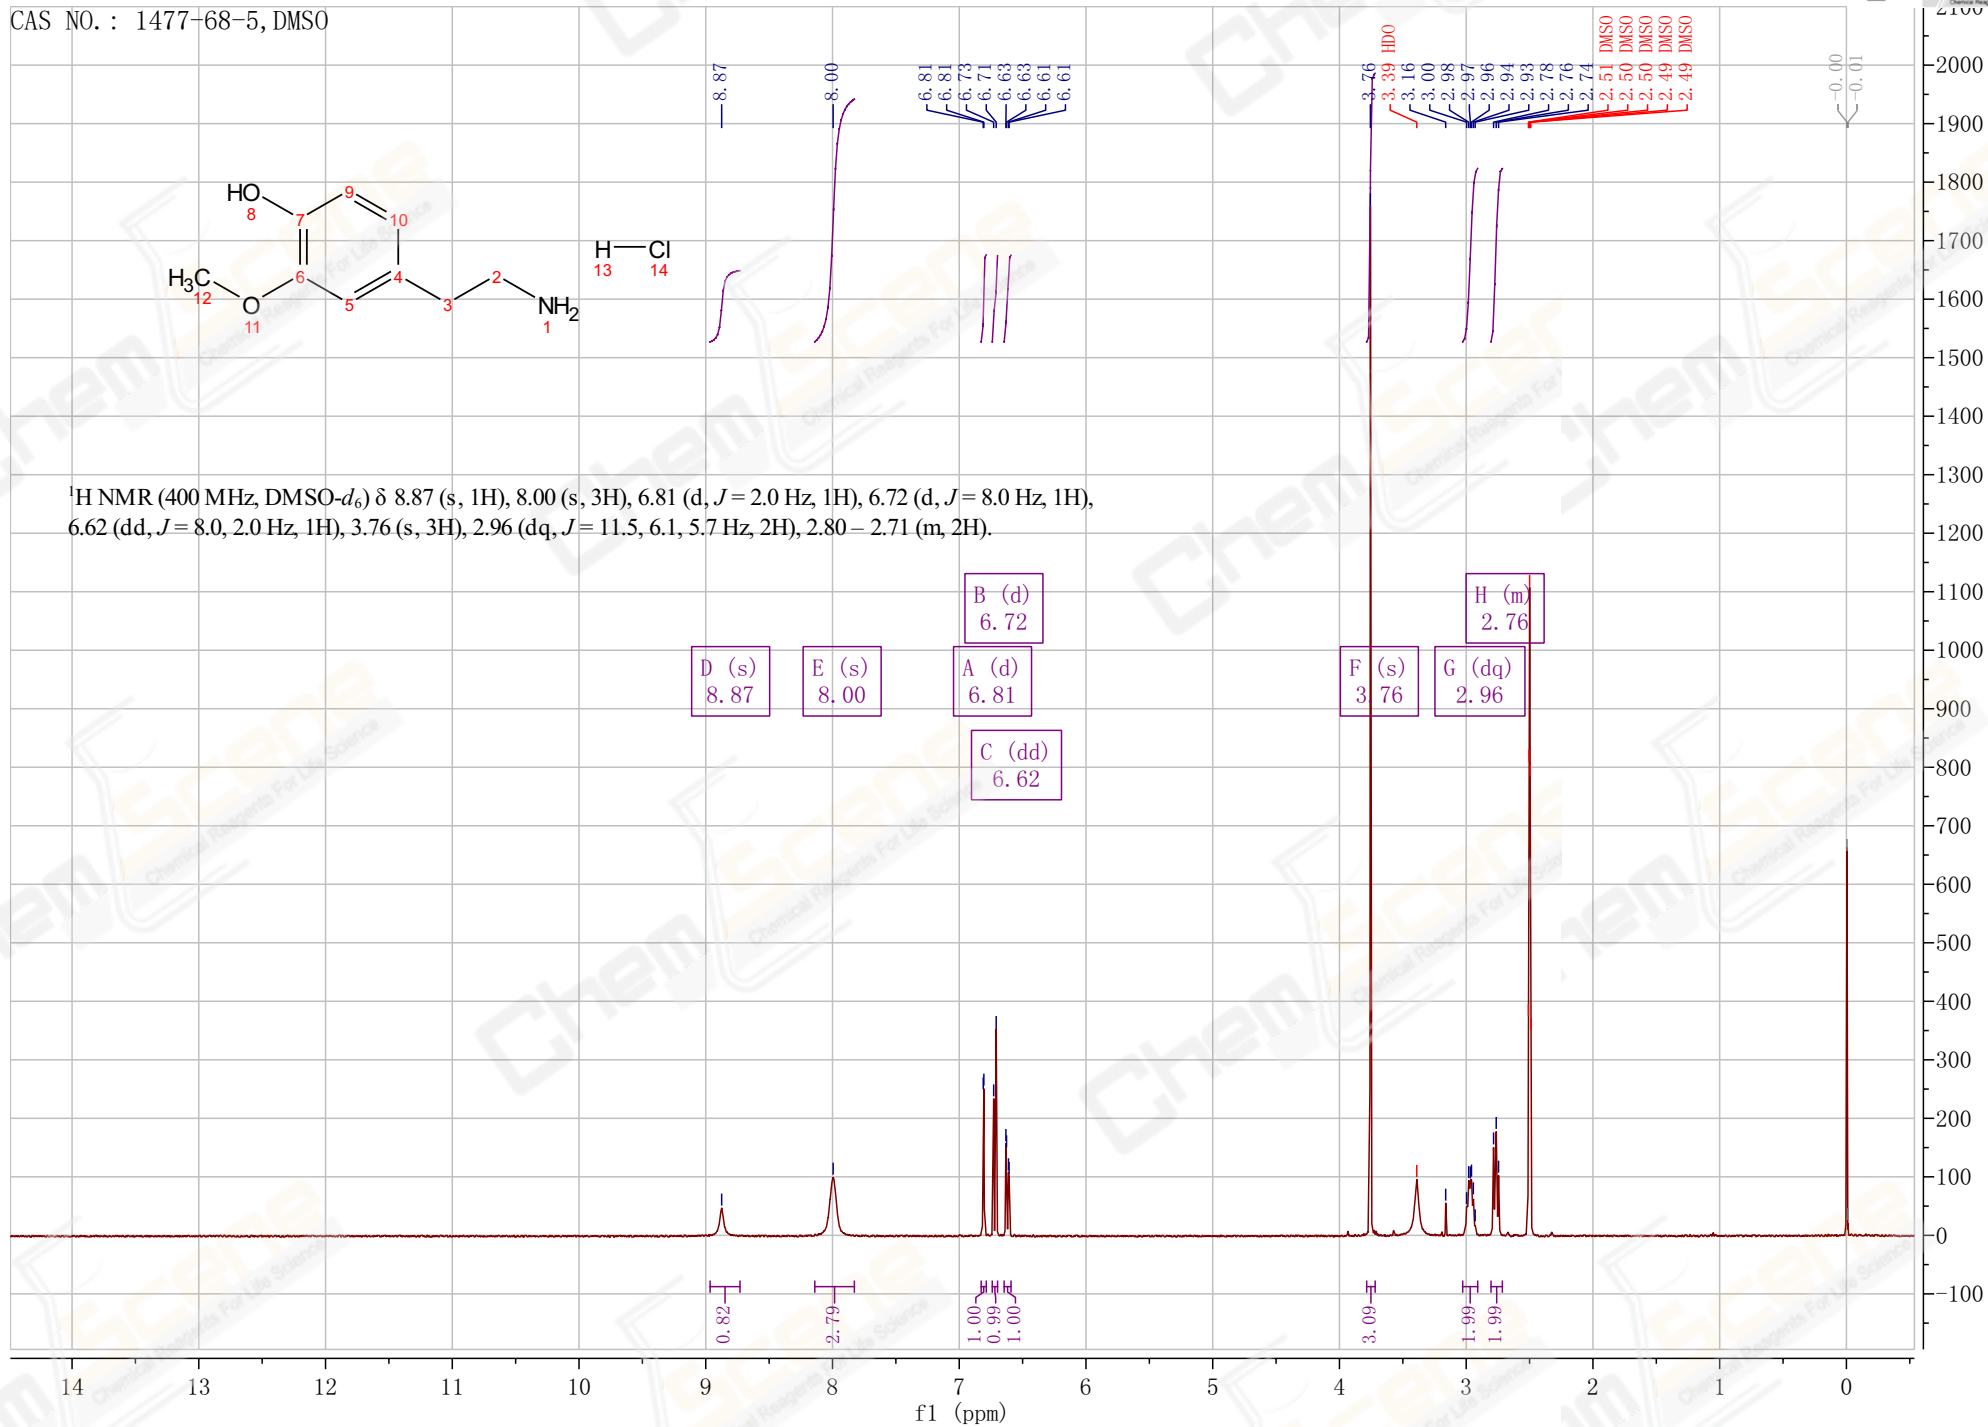 CAS NO.: 1477-68-5, DMSO
8.87
8.00
6.81
6.81
6.73
6.71
6.63
6.63
6.61
6.61
3.76
3.39 HDO
3.16
3.00
2.98
2.97
2.96
2.94
2.93
2.78
2.76
2.74
2.51 DMSO
2.50 DMSO
2.50 DMSO
2.49 DMSO
2.49 DMSO
-0.00
-0.01
HO
8
9
7
10
H₃C
12
6
4
2
O
11
5
3
NH₂
1
H Cl
13 14
¹H NMR (400 MHz, DMSO-d₆) δ 8.87 (s, 1H), 8.00 (s, 3H), 6.81 (d, J = 2.0 Hz, 1H), 6.72 (d, J = 8.0 Hz, 1H),
6.62 (dd, J = 8.0, 2.0 Hz, 1H), 3.76 (s, 3H), 2.96 (dq, J = 11.5, 6.1, 5.7 Hz, 2H), 2.80 – 2.71 (m, 2H).
B (d)
6.72
H (m)
2.76
D (s)
8.87
E (s)
8.00
A (d)
6.81
F (s)
3.76
G (dq)
2.96
C (dd)
6.62
2100
2000
1900
1800
1700
1600
1500
1400
1300
1200
1100
1000
900
800
700
600
500
400
300
200
100
0
-100
0.82
2.79
1.00
0.99
1.00
3.09
1.99
1.99
14 13 12 11 10 9 8 7 6 5 4 3 2 1 0
f1 (ppm)
ChemScene
Chemical Reagents For Life Science